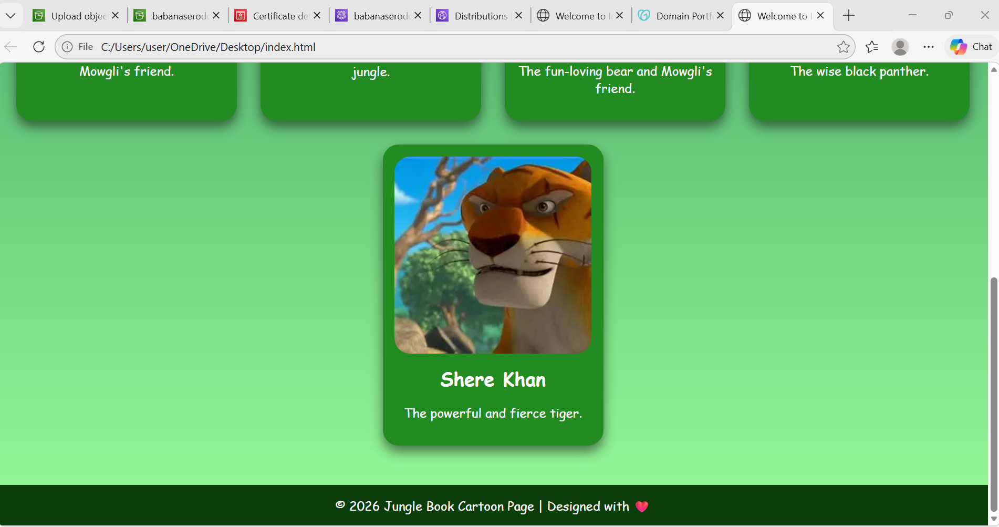 Upload objec
babanaserod
Certificate de
babanaserod
Distributions
Welcome to
Domain Portf
Welcome to
File C:/Users/user/OneDrive/Desktop/index.html
Chat
Mowgli's friend.
jungle.
The fun-loving bear and Mowgli's
friend.
The wise black panther.
Shere Khan
The powerful and fierce tiger.
© 2026 Jungle Book Cartoon Page | Designed with ❤️